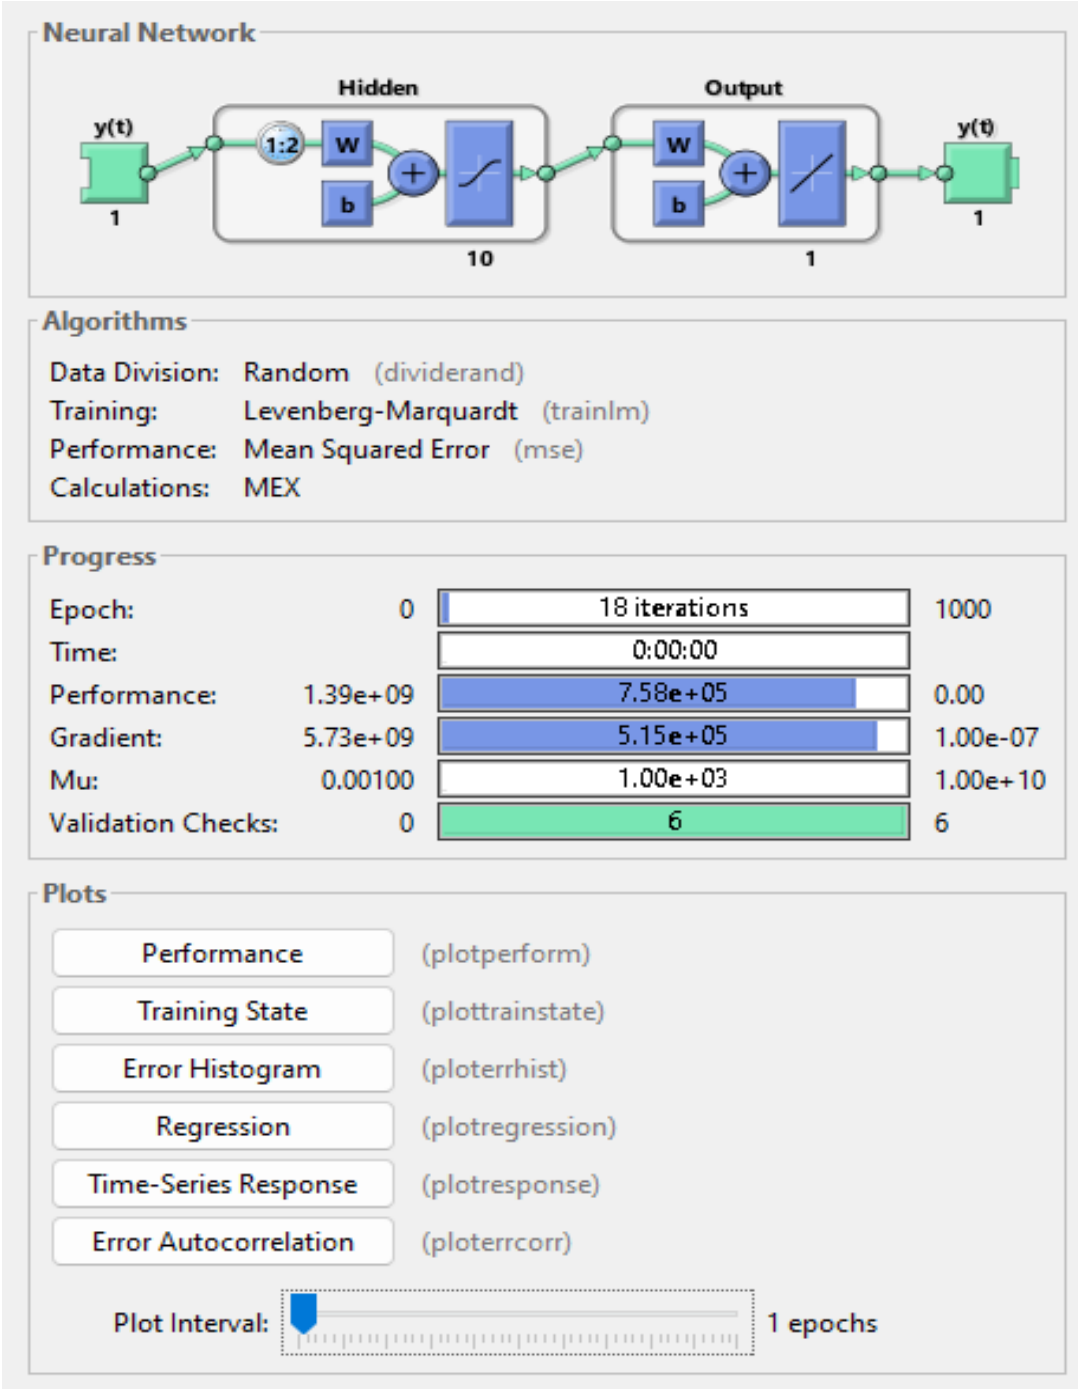 Neural Network
Hidden
Output
y(t)
y(t)
1:2
W
b
W
b
1
10
1
1
Algorithms
Data Division: Random (dividerand)
Training: Levenberg-Marquardt (trainlm)
Performance: Mean Squared Error (mse)
Calculations: MEX
Progress
Epoch: 0 18 iterations 1000
Time: 0:00:00
Performance: 1.39e+09 7.58e+05 0.00
Gradient: 5.73e+09 5.15e+05 1.00e-07
Mu: 0.00100 1.00e+03 1.00e+10
Validation Checks: 0 6 6
Plots
Performance (plotperform)
Training State (plottrainstate)
Error Histogram (ploterrhist)
Regression (plotregression)
Time-Series Response (plotresponse)
Error Autocorrelation (ploterrcorr)
Plot Interval: 1 epochs